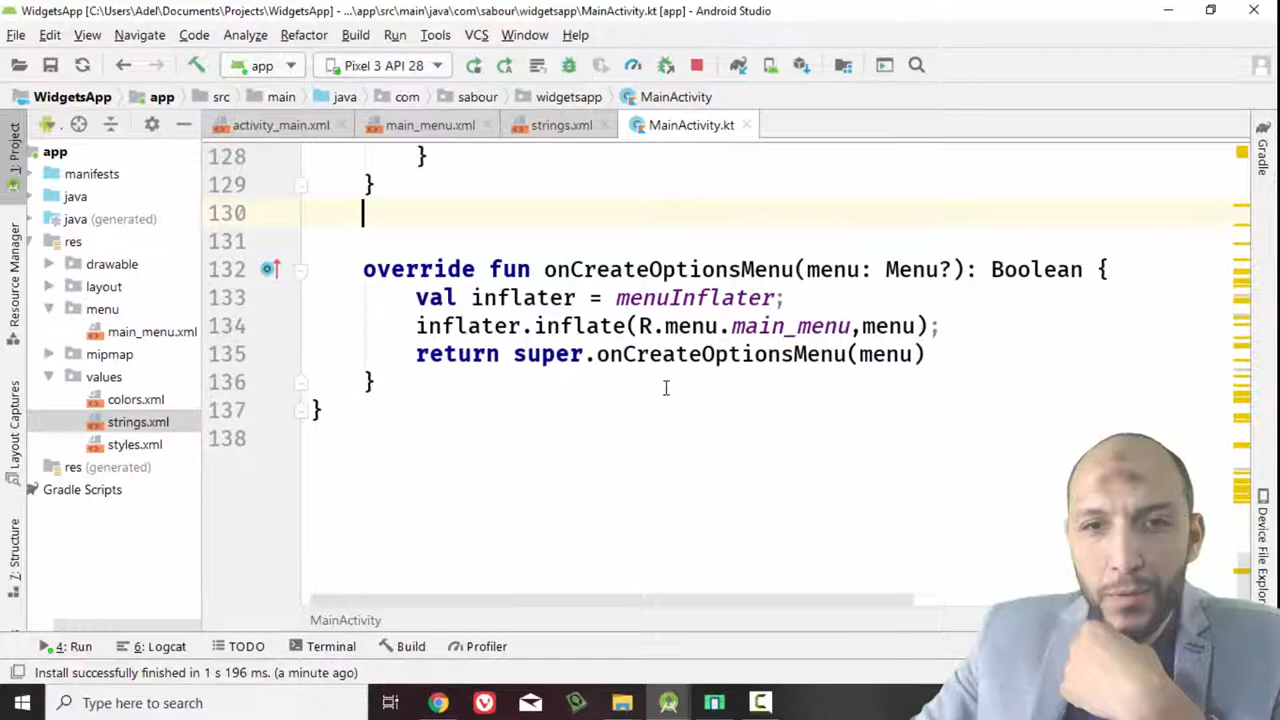 WidgetsApp [C:\Users\Adel\Documents\Projects\WidgetsApp] - ...\app\src\main\java\com\sabour\widgetsapp\MainActivity.kt [app] - Android Studio
File Edit View Navigate Code Analyze Refactor Build Run Tools VCS Window Help
app Pixel 3 API 28
WidgetsApp app src main java com sabour widgetsapp MainActivity
activity_main.xml main_menu.xml strings.xml MainActivity.kt
1: Project
Resource Manager
Layout Captures
7: Structure
app
manifests
java
java (generated)
res
drawable
layout
menu
main_menu.xml
mipmap
values
colors.xml
strings.xml
styles.xml
res (generated)
Gradle Scripts
128 }
129 }
130
131
132 override fun onCreateOptionsMenu(menu: Menu?): Boolean {
133 val inflater = menuInflater;
134 inflater.inflate(R.menu.main_menu,menu);
135 return super.onCreateOptionsMenu(menu)
136 }
137 }
138
Gradle
Device File Explor
MainActivity
4: Run 6: Logcat TODO Terminal Build Profiler
Install successfully finished in 1 s 196 ms. (a minute ago)
Type here to search